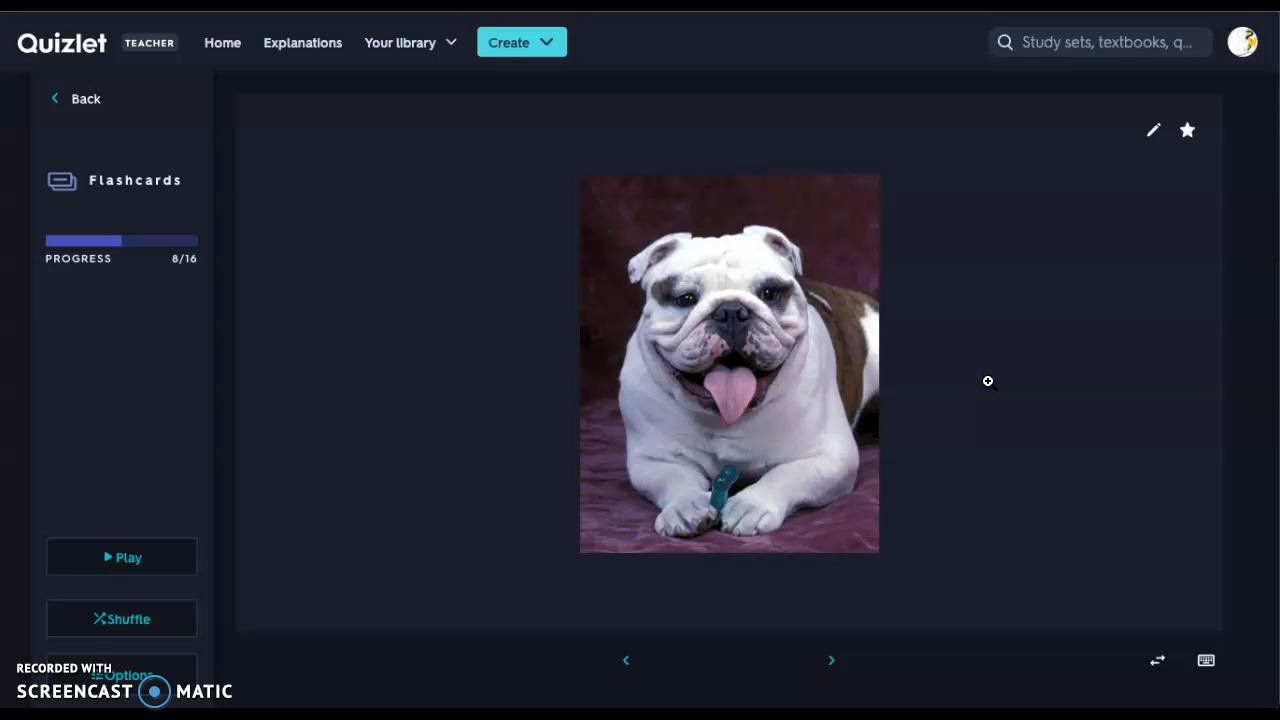 Quizlet TEACHER Home Explanations Your library Create Study sets, textbooks, q...
Back
Flashcards
PROGRESS 8/16
Play
Shuffle
Options
RECORDED WITH
SCREENCAST MATIC